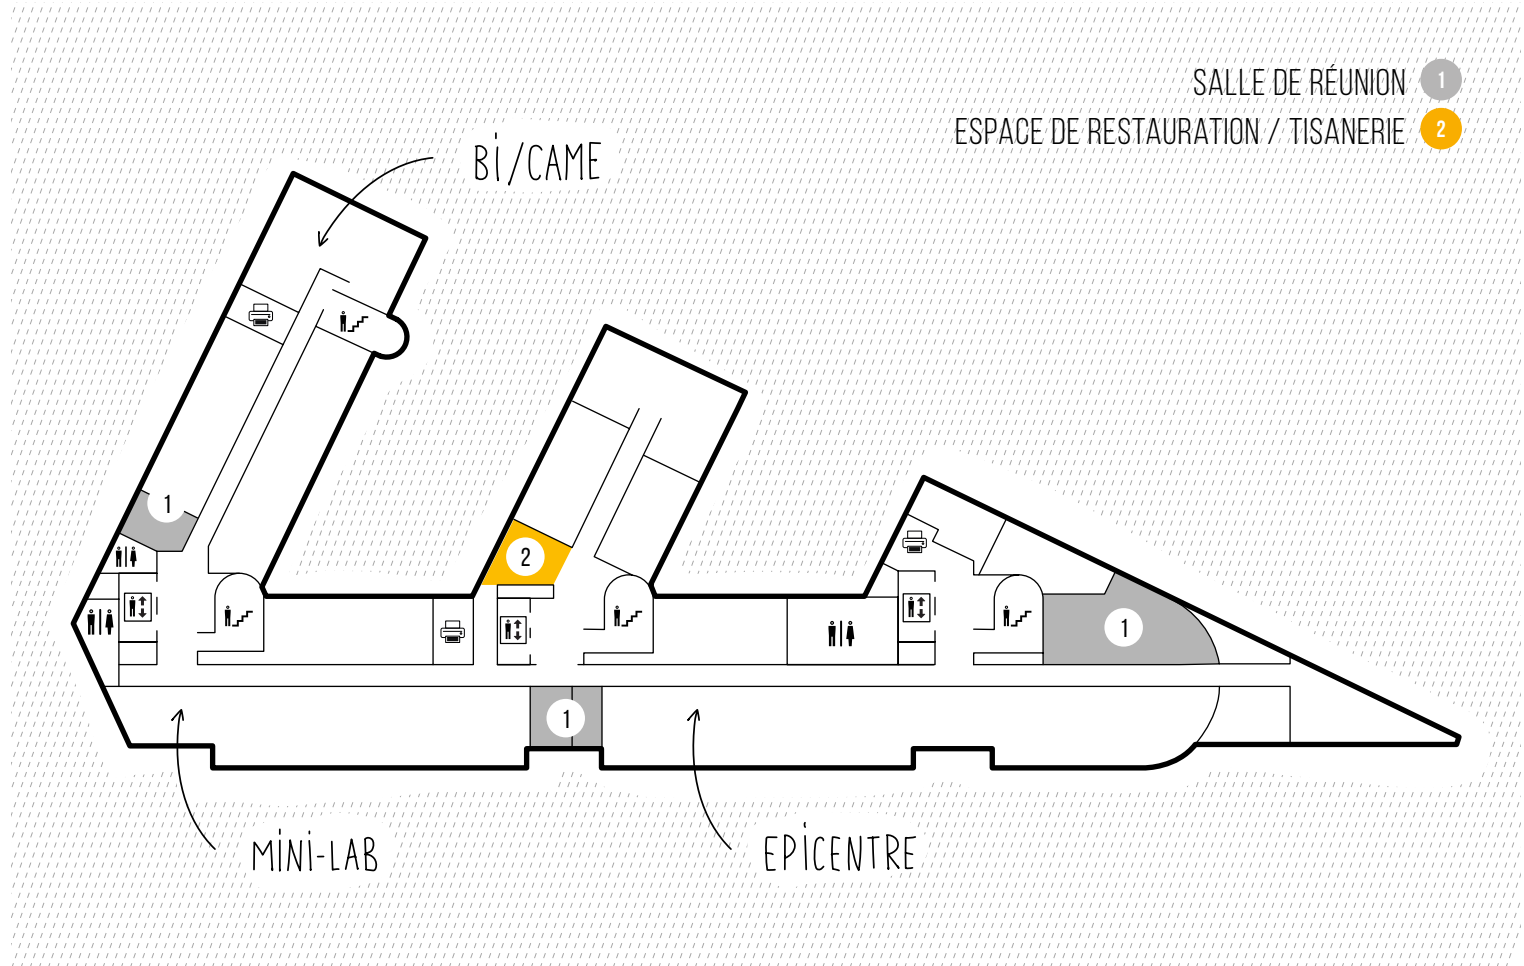 SALLE DE RÉUNION 1
ESPACE DE RESTAURATION / TISANERIE 2
Bi/CAME
1
2
1
1
MiNi-LAB
EPiCENTRE